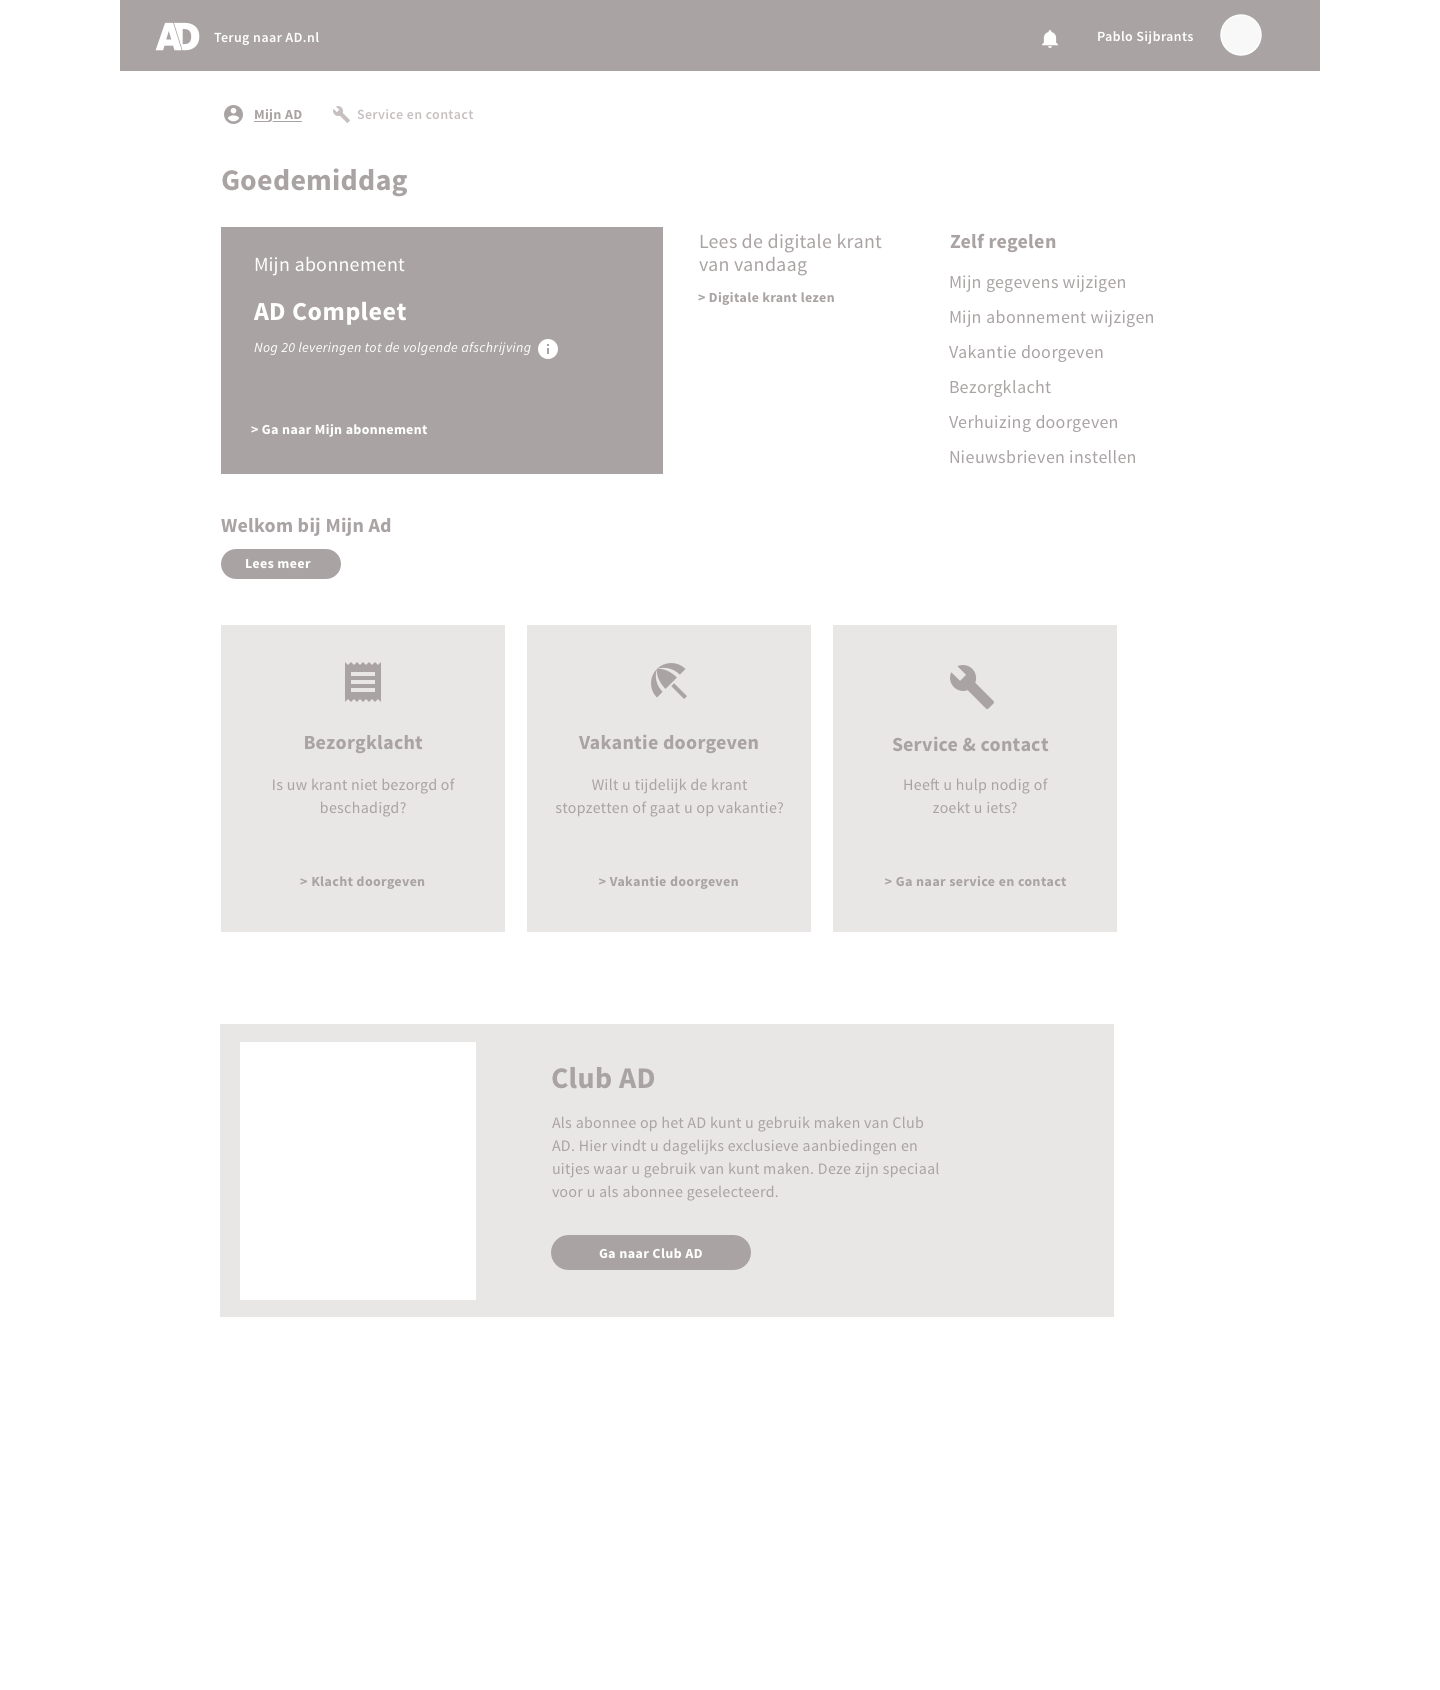 AD Terug naar AD.nl
Pablo Sijbrants
Mijn AD
Service en contact
Goedemiddag
Mijn abonnement
AD Compleet
Nog 20 leveringen tot de volgende afschrijving
> Ga naar Mijn abonnement
Lees de digitale krant
van vandaag
> Digitale krant lezen
Zelf regelen
Mijn gegevens wijzigen
Mijn abonnement wijzigen
Vakantie doorgeven
Bezorgklacht
Verhuizing doorgeven
Nieuwsbrieven instellen
Welkom bij Mijn Ad
Lees meer
Bezorgklacht
Is uw krant niet bezorgd of
beschadigd?
> Klacht doorgeven
Vakantie doorgeven
Wilt u tijdelijk de krant
stopzetten of gaat u op vakantie?
> Vakantie doorgeven
Service & contact
Heeft u hulp nodig of
zoekt u iets?
> Ga naar service en contact
Club AD
Als abonnee op het AD kunt u gebruik maken van Club
AD. Hier vindt u dagelijks exclusieve aanbiedingen en
uitjes waar u gebruik van kunt maken. Deze zijn speciaal
voor u als abonnee geselecteerd.
Ga naar Club AD